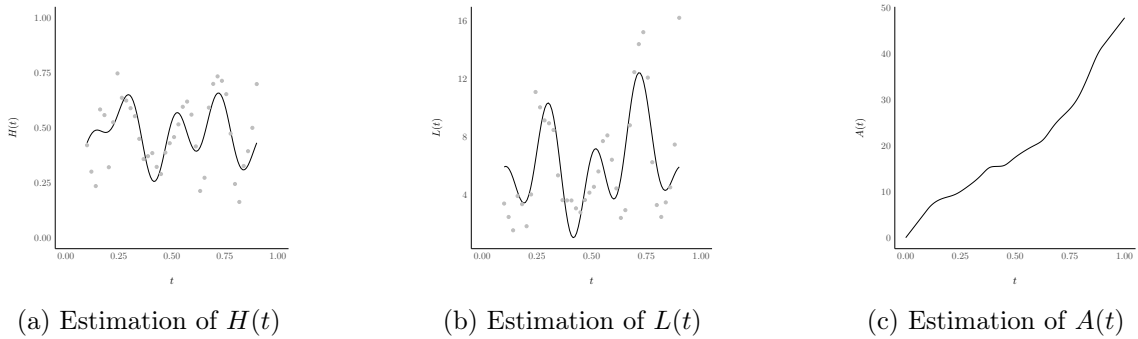 1.00
0.75
0.50
0.25
0.00
H(t)
0.00 0.25 0.50 0.75 1.00
t
(a) Estimation of H(t)
16
12
8
4
L(t)
0.00 0.25 0.50 0.75 1.00
t
(b) Estimation of L(t)
50
40
30
20
10
0
A(t)
0.00 0.25 0.50 0.75 1.00
t
(c) Estimation of A(t)